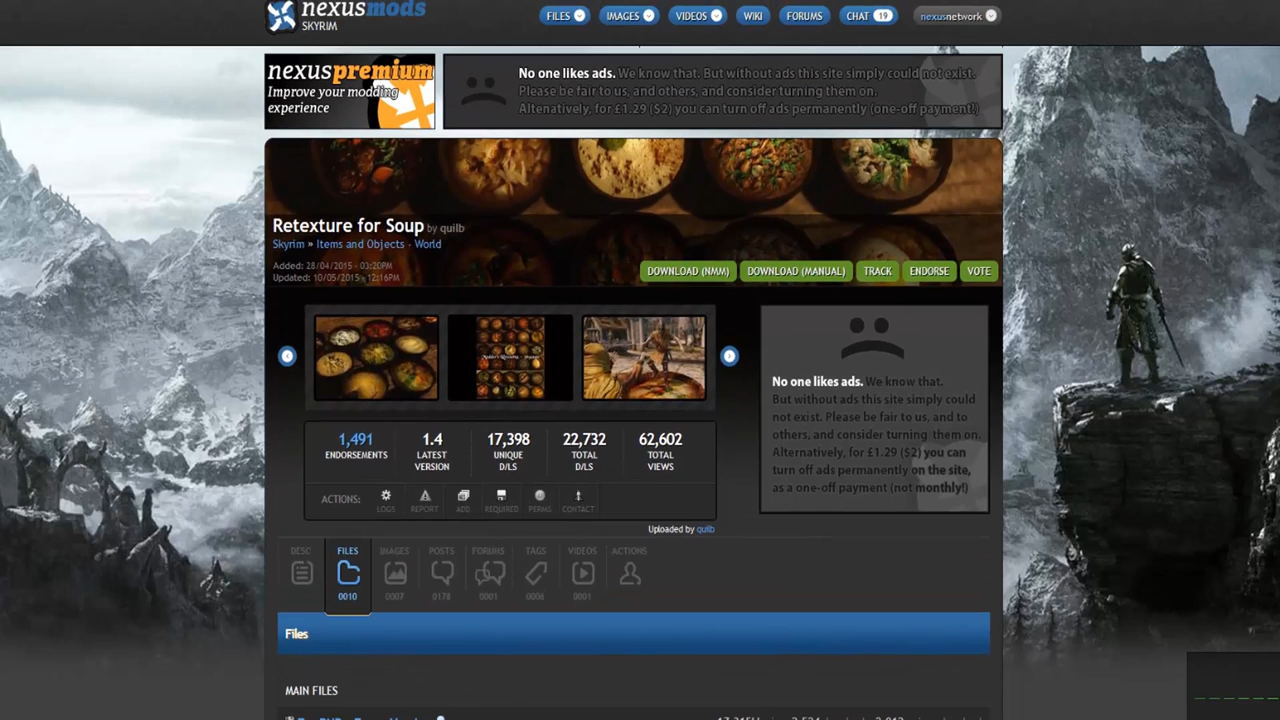 nexusmods
SKYRIM
FILES IMAGES VIDEOS WIKI FORUMS CHAT 19 nexusnetwork
nexuspremium
Improve your modding
experience
No one likes ads. We know that. But without ads this site simply could not exist.
Please be fair to us, and others, and consider turning them on.
Altenatively, for £1.29 ($2) you can turn off ads permanently (one-off payment!)
Retexture for Soup by quilb
Skyrim » Items and Objects - World
Added: 28/04/2015 - 03:20PM
Updated: 10/05/2015 - 12:16PM
DOWNLOAD (NMM) DOWNLOAD (MANUAL) TRACK ENDORSE VOTE
No one likes ads. We know that.
But without ads this site simply could
not exist. Please be fair to us, and to
others, and consider turning them on.
Alternatively, for £1.29 ($2) you can
turn off ads permanently on the site,
as a one-off payment (not monthly!)
1,491 1.4 17,398 22,732 62,602
ENDORSEMENTS LATEST UNIQUE TOTAL TOTAL
VERSION D/LS D/LS VIEWS
ACTIONS: LOGS REPORT ADD REQUIRED PERMS CONTACT
Uploaded by quilb
DESC FILES IMAGES POSTS FORUMS TAGS VIDEOS ACTIONS
0010 0007 0178 0001 0006 0001
Files
MAIN FILES